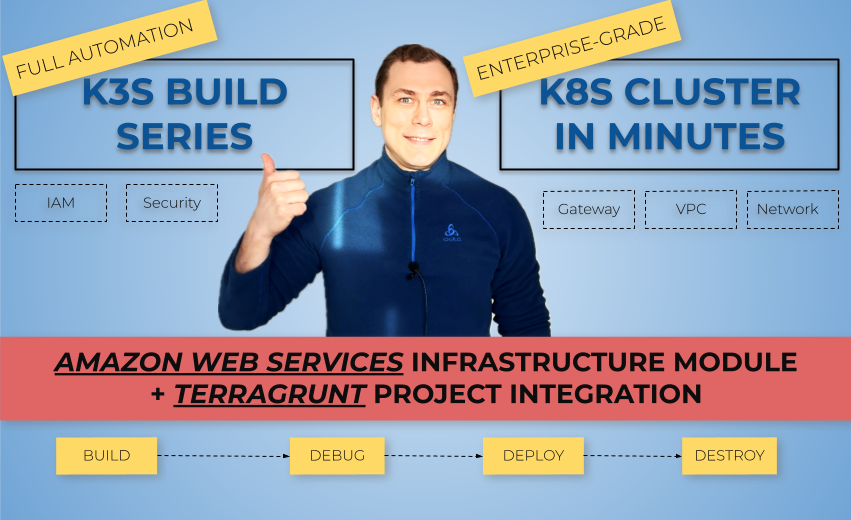 FULL AUTOMATION
K3S BUILD
SERIES
ENTERPRISE-GRADE
K8S CLUSTER
IN MINUTES
IAM
Security
Gateway
VPC
Network
AMAZON WEB SERVICES INFRASTRUCTURE MODULE
+ TERRAGRUNT PROJECT INTEGRATION
BUILD
DEBUG
DEPLOY
DESTROY